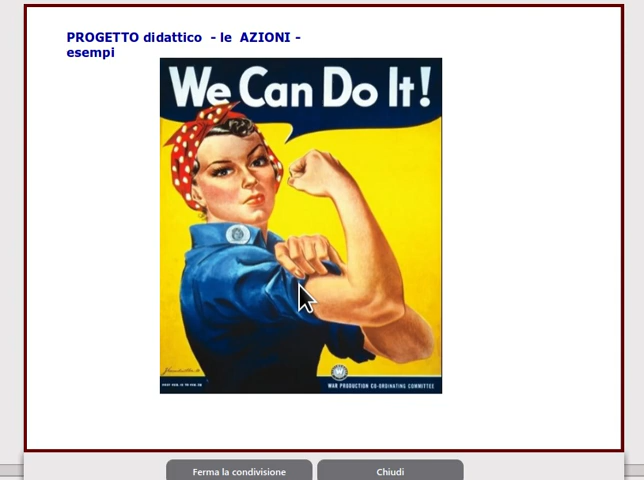 PROGETTO didattico - le AZIONI -
esempi
We Can Do It!
WAR PRODUCTION CO-ORDINATING COMMITTEE
Ferma la condivisione
Chiudi